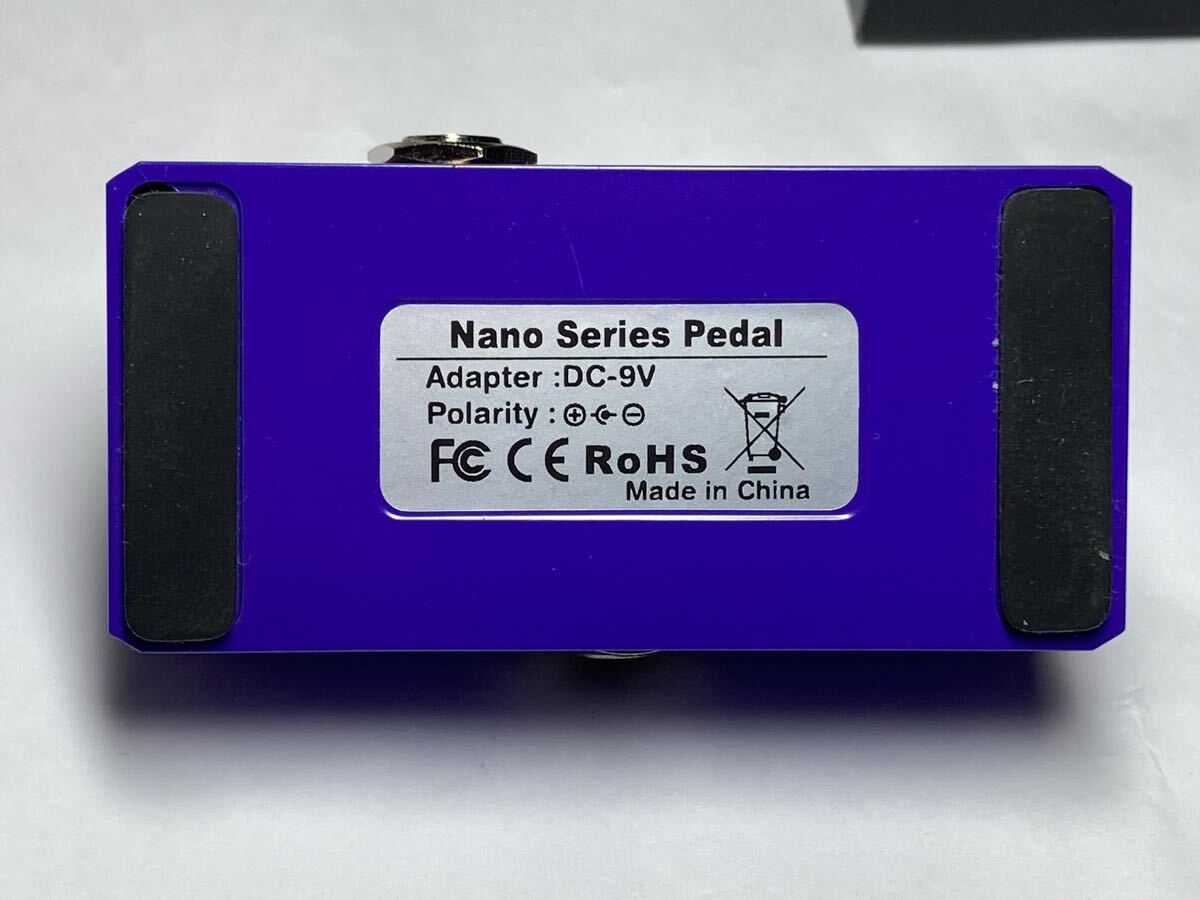 Nano Series Pedal
Adapter :DC-9V
Polarity :
FC CE RoHS
Made in China